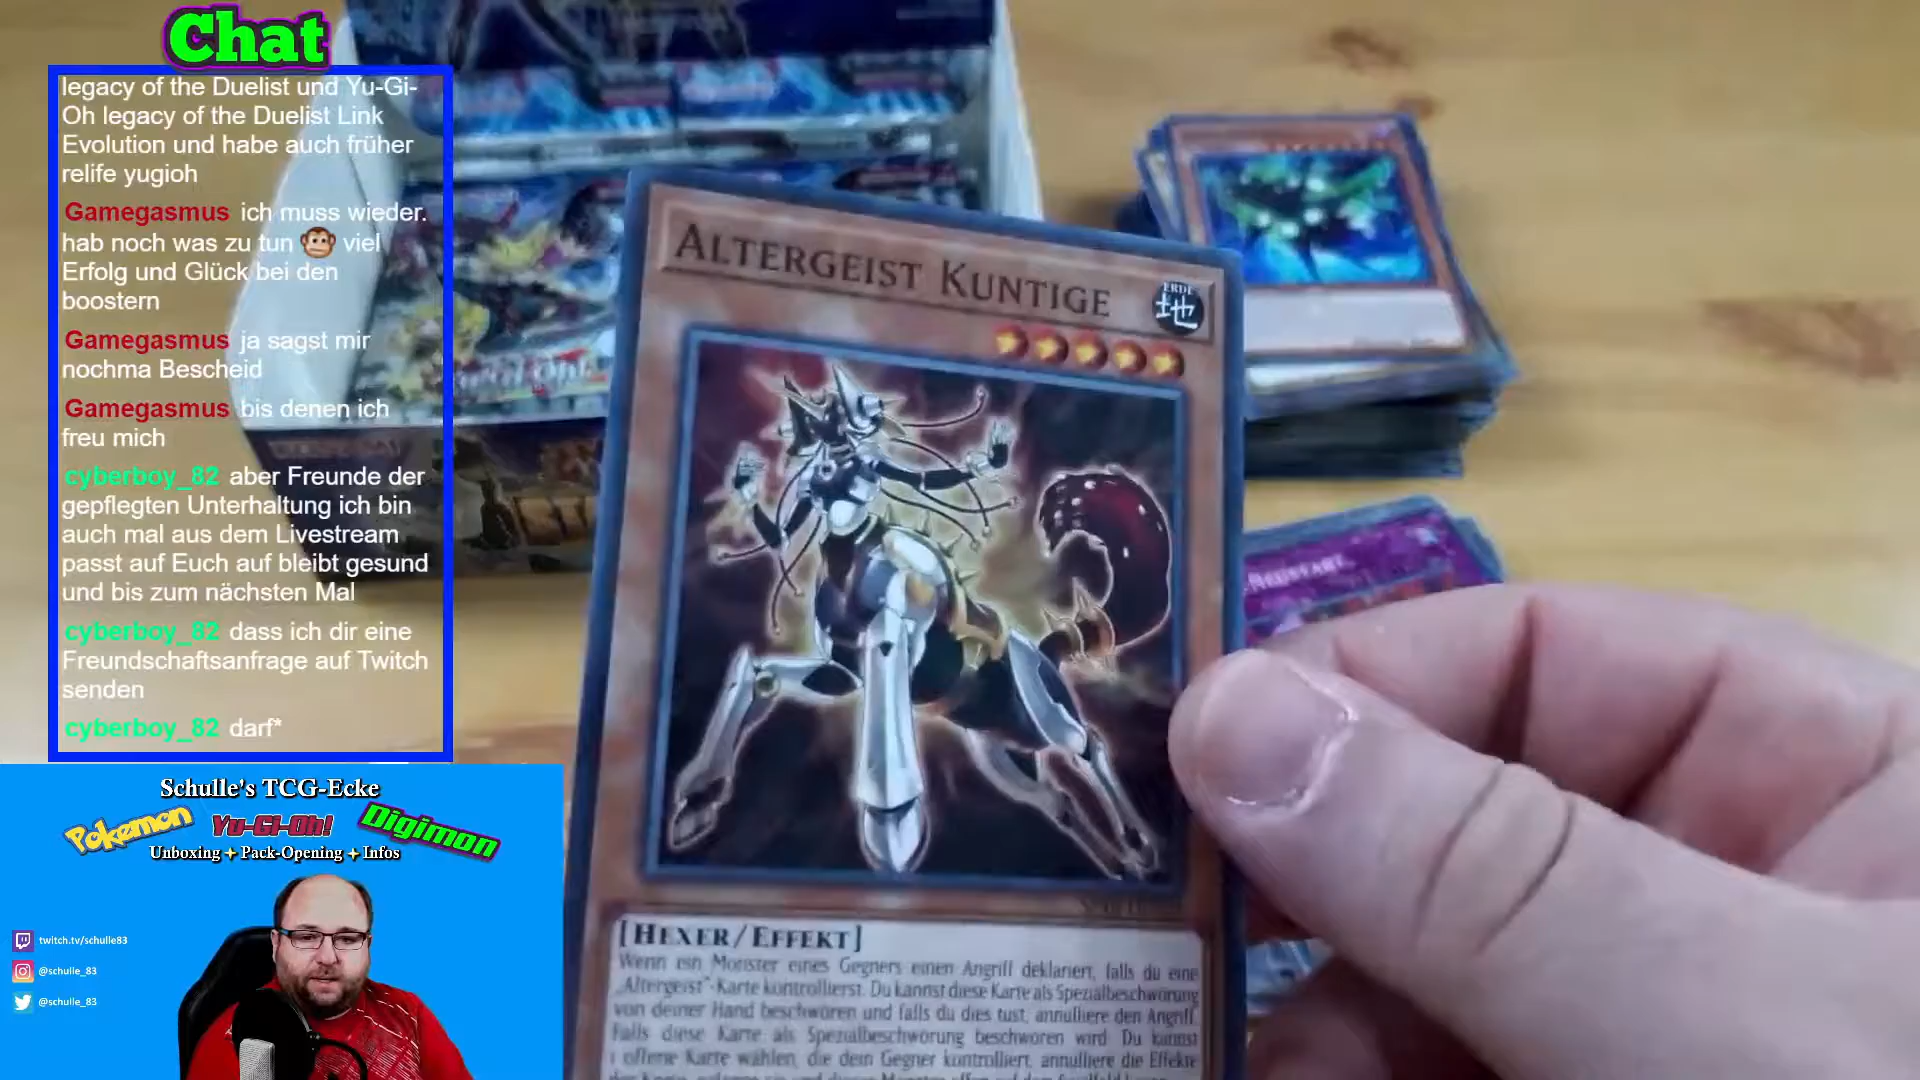 Chat
legacy of the Duelist und Yu-Gi-
Oh legacy of the Duelist Link
Evolution und habe auch früher
relife yugioh
Gamegasmus ich muss wieder.
hab noch was zu tun 🐵 viel
Erfolg und Glück bei den
boostern
Gamegasmus ja sagst mir
nochma Bescheid
Gamegasmus bis denen ich
freu mich
cyberboy_82 aber Freunde der
gepflegten Unterhaltung ich bin
auch mal aus dem Livestream
passt auf Euch auf bleibt gesund
und bis zum nächsten Mal
cyberboy_82 dass ich dir eine
Freundschaftsanfrage auf Twitch
senden
cyberboy_82 darf*
Schulle's TCG-Ecke
Pokemon Yu-Gi-Oh! Digimon
Unboxing + Pack-Opening + Infos
twitch.tv/schulle83
@schulle_83
@schulle_83
Altergeist Kuntige
ERDE
地
[Hexer/Effekt]
Wenn ein Monster eines Gegners einen Angriff deklariert, falls du eine
„Altergeist"-Karte kontrollierst: Du kannst diese Karte als Spezialbeschwörung
von deiner Hand beschwören und falls du dies tust, annulliere den Angriff.
Falls diese Karte als Spezialbeschwörung beschworen wird: Du kannst
1 offene Karte wählen, die dein Gegner kontrolliert; annulliere die Effekte